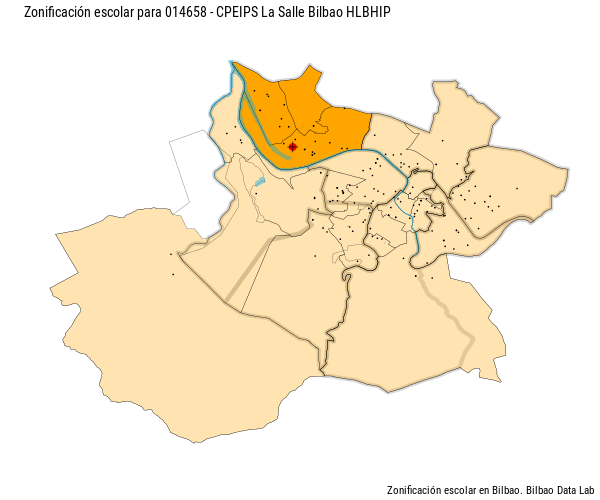 Zonificación escolar para 014658 - CPEIPS La Salle Bilbao HLBHIP
Zonificación escolar en Bilbao. Bilbao Data Lab